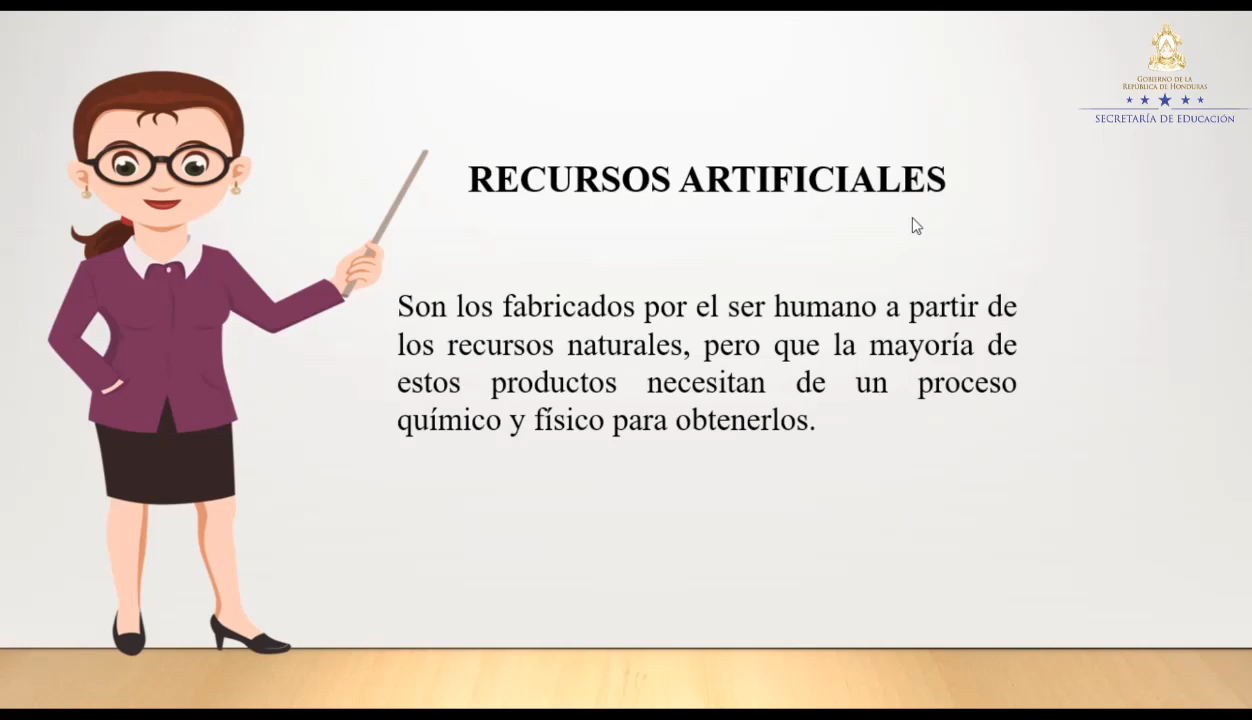 GOBIERNO DE LA
REPÚBLICA DE HONDURAS
SECRETARÍA DE EDUCACIÓN
RECURSOS ARTIFICIALES
Son los fabricados por el ser humano a partir de
los recursos naturales, pero que la mayoría de
estos productos necesitan de un proceso
químico y físico para obtenerlos.